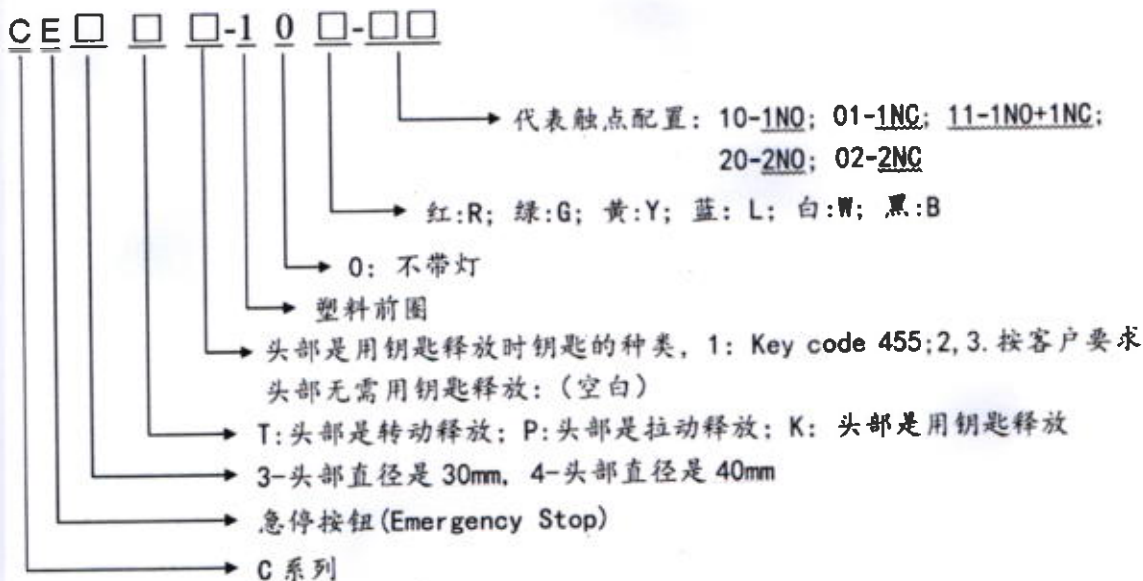 CE□ □ □-1 0 □-□□
代表触点配置: 10-1NO; 01-1NC; 11-1NO+1NC;
20-2NO; 02-2NC
红:R; 绿:G; 黄:Y; 蓝: L; 白:W; 黑:B
0: 不带灯
塑料前圈
头部是用钥匙释放时钥匙的种类, 1: Key code 455;2,3.按客户要求
头部无需用钥匙释放: (空白)
T:头部是转动释放; P:头部是拉动释放; K: 头部是用钥匙释放
3-头部直径是 30mm, 4-头部直径是 40mm
急停按钮(Emergency Stop)
C 系列